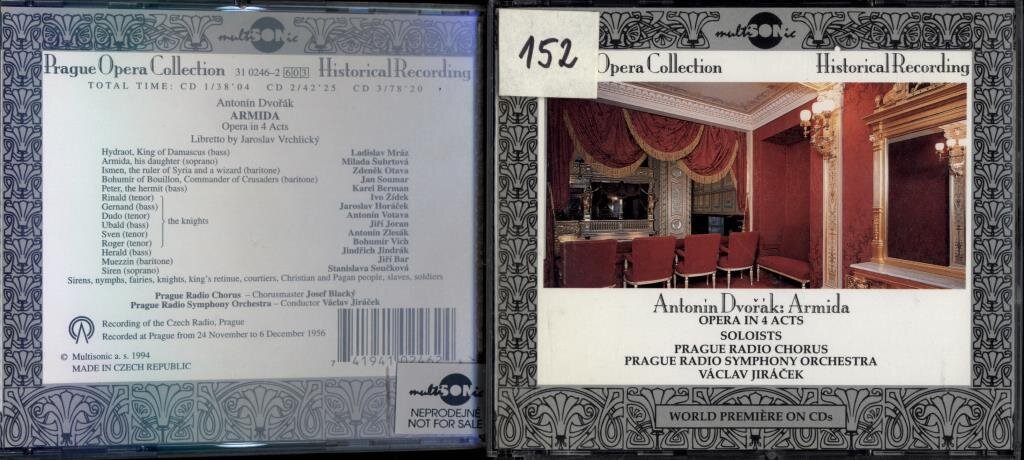 multiSONic
Prague Opera Collection 31 0246-2 603 Historical Recording
TOTAL TIME: CD 1/38'04 CD 2/42'25 CD 3/78'20
Antonín Dvořák
ARMIDA
Opera in 4 Acts
Libretto by Jaroslav Vrchlický
Hydraot, King of Damascus (bass) Ladislav Mráz
Armida, his daughter (soprano) Milada Šubrtová
Ismen, the ruler of Syria and a wizard (baritone) Zdeněk Otava
Bohumír of Bouillon, Commander of Crusaders (baritone) Jan Soumar
Peter, the hermit (bass) Karel Berman
Rinald (tenor) Ivo Žídek
Gernand (bass) Jaroslav Horáček
Dudo (tenor) Antonín Votava
Ubald (bass) the knights Jiří Joran
Sven (tenor) Antonín Zlesák
Roger (tenor) Bohumír Vich
Herald (bass) Jindřich Jindrák
Muezzin (baritone) Jiří Bar
Siren (soprano) Stanislava Součková
Sirens, nymphs, fairies, knights, king's retinue, courtiers, Christian and Pagan people, slaves, soldiers
Prague Radio Chorus – Chorusmaster Josef Blacký
Prague Radio Symphony Orchestra – Conductor Václav Jiráček
Recording of the Czech Radio, Prague
Recorded at Prague from 24 November to 6 December 1956
© Multisonic a. s. 1994
MADE IN CZECH REPUBLIC
multiSONic
NEPRODEJNÉ
NOT FOR SALE
multiSONic
152
Opera Collection Historical Recording
Antonín Dvořák: Armida
OPERA IN 4 ACTS
SOLOISTS
PRAGUE RADIO CHORUS
PRAGUE RADIO SYMPHONY ORCHESTRA
VÁCLAV JIRÁČEK
WORLD PREMIÈRE ON CDs